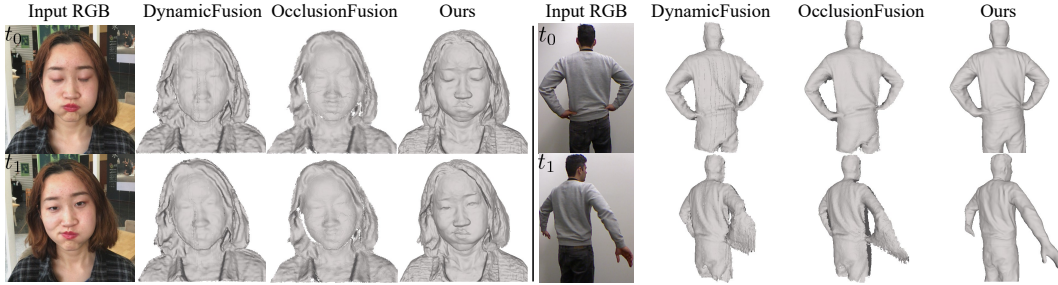 Input RGB DynamicFusion OcclusionFusion Ours Input RGB DynamicFusion OcclusionFusion Ours
t0 t0
t1 t1